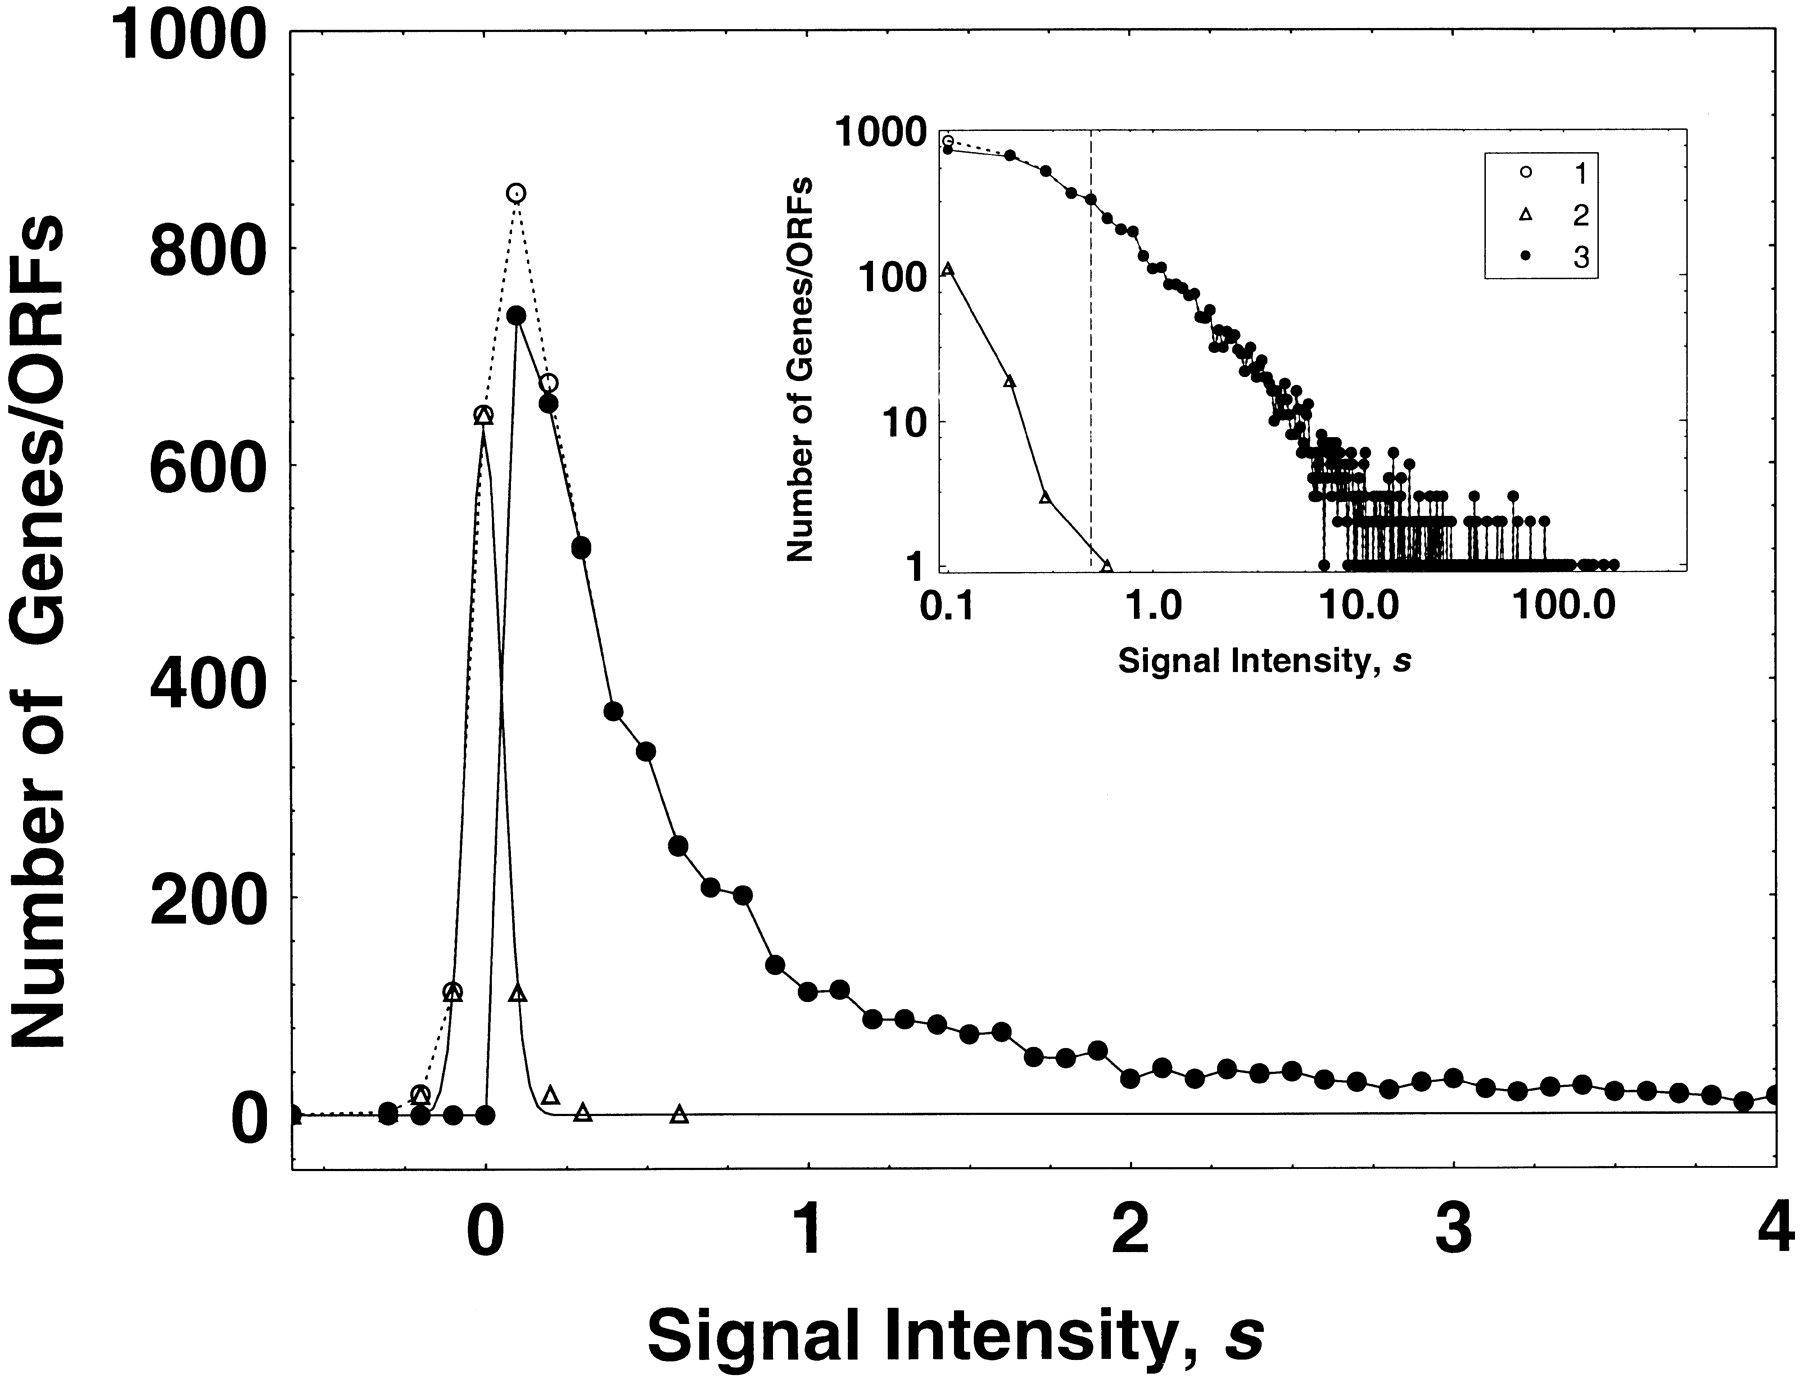 1000
800
600
400
200
0
Number of Genes/ORFs
0 1 2 3 4
Signal Intensity, s
1000
100
10
1
Number of Genes/ORFs
0.1 1.0 10.0 100.0
Signal Intensity, s
1
2
3